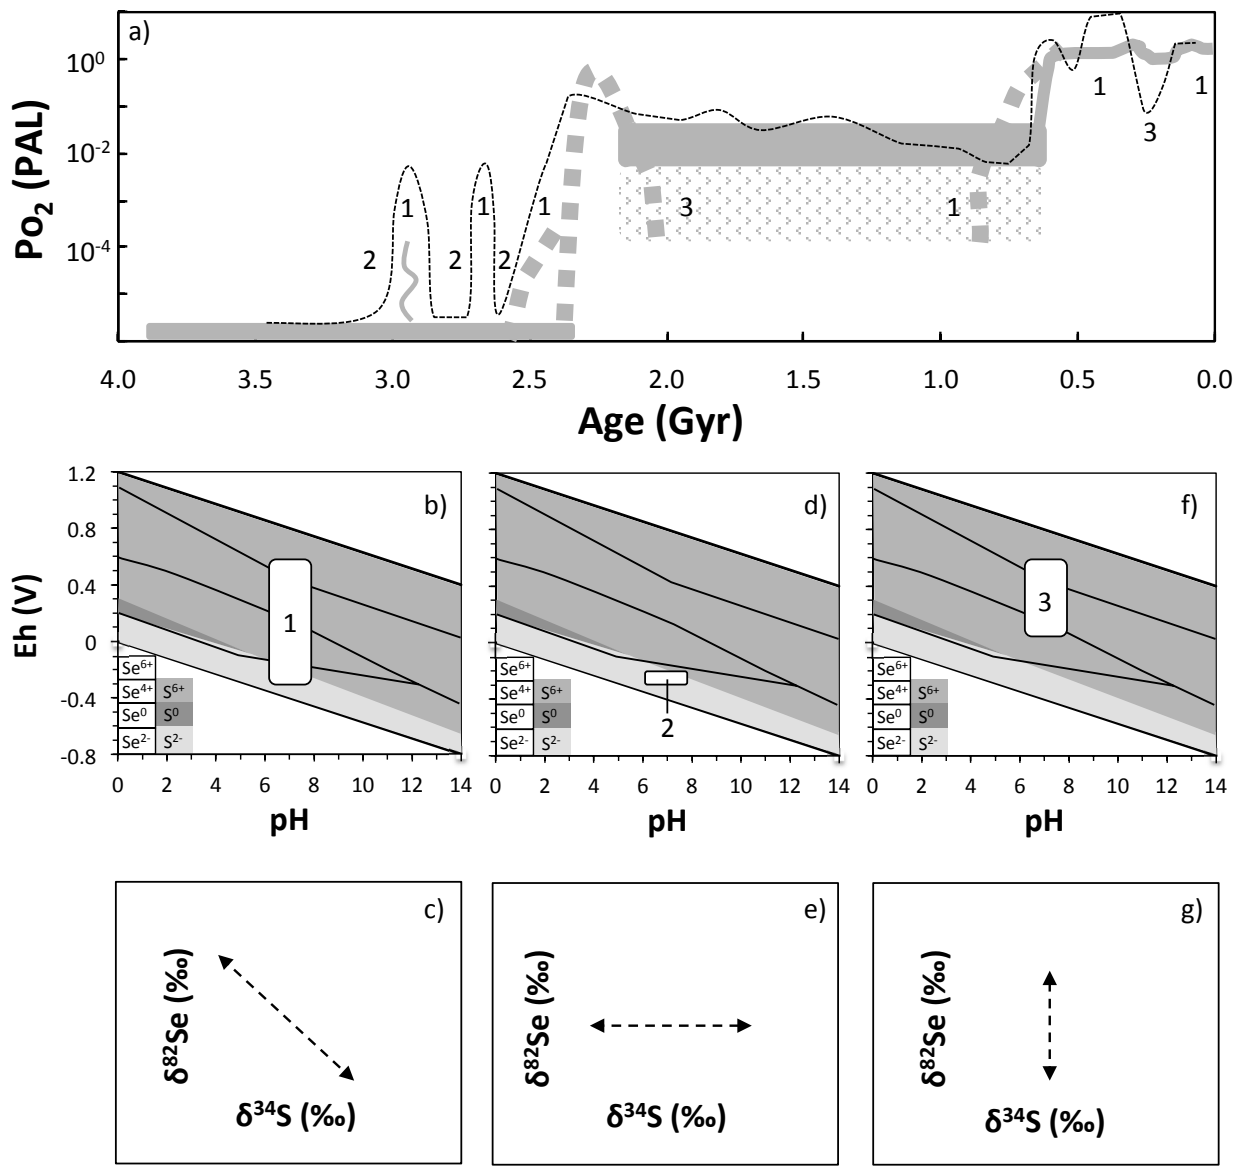 a)
Po₂ (PAL)
10⁰
10⁻²
10⁻⁴
1 1 1 3 1 1 3 1
2 2 2
4.0 3.5 3.0 2.5 2.0 1.5 1.0 0.5 0.0
Age (Gyr)
b) d) f)
Eh (V)
1.2
0.8
0.4
0
-0.4
-0.8
1
Se⁶⁺
Se⁴⁺ S⁶⁺
Se⁰ S⁰
Se²⁻ S²⁻
2
Se⁶⁺
Se⁴⁺ S⁶⁺
Se⁰ S⁰
Se²⁻ S²⁻
3
Se⁶⁺
Se⁴⁺ S⁶⁺
Se⁰ S⁰
Se²⁻ S²⁻
0 2 4 6 8 10 12 14
0 2 4 6 8 10 12 14
0 2 4 6 8 10 12 14
pH pH pH
c) e) g)
δ⁸²Se (‰) δ⁸²Se (‰) δ⁸²Se (‰)
δ³⁴S (‰) δ³⁴S (‰) δ³⁴S (‰)